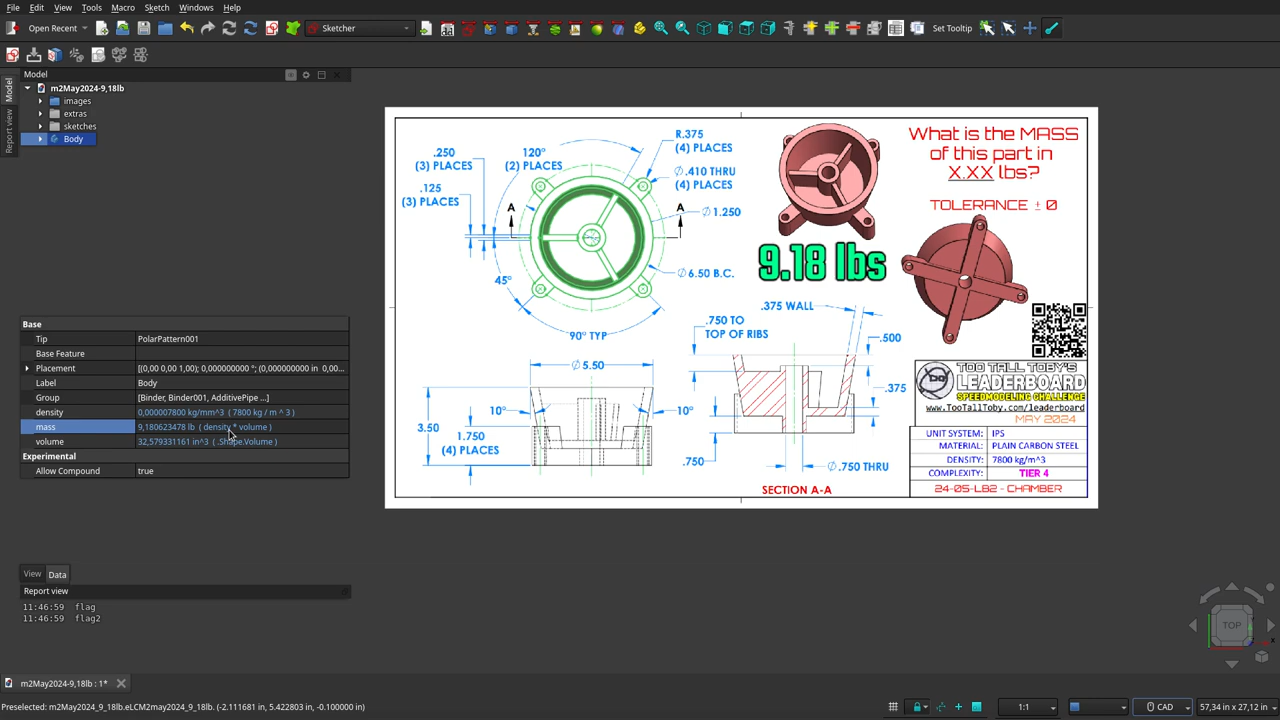 File Edit View Tools Macro Sketch Windows Help
Open Recent Sketcher Set Tooltip
Model
Model
Report view
m2May2024-9,18lb
images
extras
sketches
Body
Base
Tip PolarPattern001
Base Feature
Placement [(0,00 0,00 1,00); 0,000000000 °; (0,000000000 in 0,00...
Label Body
Group [Binder, Binder001, AdditivePipe ...]
density 0,000007800 kg/mm^3 ( 7800 kg / m ^ 3 )
mass 9,180623478 lb ( density * volume )
volume 32,579331161 in^3 ( .Shape.Volume )
Experimental
Allow Compound true
View Data
Report view
11:46:59 flag
11:46:59 flag2
.250
(3) PLACES
.125
(3) PLACES
120°
(2) PLACES
R.375
(4) PLACES
∅.410 THRU
(4) PLACES
A A
∅1.250
∅6.50 B.C.
45°
90° TYP
What is the MASS
of this part in
X.XX lbs?
TOLERANCE ± 0
9.18 lbs
∅5.50
10° 10°
3.50
1.750
(4) PLACES
.375 WALL
.750 TO
TOP OF RIBS
.500
.375
.750
∅.750 THRU
SECTION A-A
TOO TALL TOBY'S
LEADERBOARD
SPEEDMODELING CHALLENGE
www.TooTallToby.com/leaderboard
MAY 2024
UNIT SYSTEM: IPS
MATERIAL: PLAIN CARBON STEEL
DENSITY: 7800 kg/m^3
COMPLEXITY: TIER 4
24-05-LB2 - CHAMBER
TOP
m2May2024-9,18lb : 1*
Preselected: m2May2024_9_18lb.eLCM2may2024_9_18lb. (-2.111681 in, 5.422803 in, -0.100000 in)
1:1 CAD 57,34 in x 27,12 in